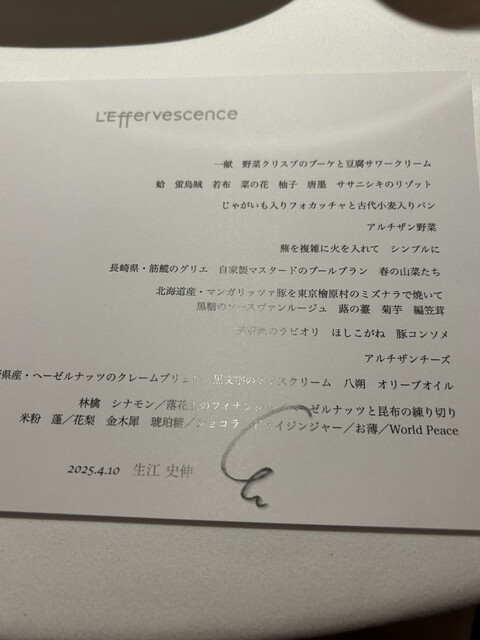 L'Effervescence
一献 野菜クリスプのブーケと豆腐サワークリーム
蛤 蛍烏賊 若布 菜の花 柚子 唐墨 ササニシキのリゾット
じゃがいも入りフォカッチャと古代小麦入りパン
アルチザン野菜
蕪を複雑に火を入れて シンプルに
長崎県・筋鱁のグリエ 自家製マスタードのブールブラン 春の山菜たち
北海道産・マンガリッツァ豚を東京檜原村のミズナラで焼いて
黒糖のソースヴァンルージュ 蕗の薹 菊芋 編笠茸
のラビオリ ほしこがね 豚コンソメ
アルチザンチーズ
県産・ヘーゼルナッツのクレームブリュレ 黒文字のアイスクリーム 八朔 オリーブオイル
林檎 シナモン／落花生のフィナンシェ／ヘーゼルナッツと昆布の練り切り
米粉 蓬／花梨 金木犀 琥珀糖／ショコラ ドライジンジャー／お薄／World Peace
2025.4.10 生江 史伸